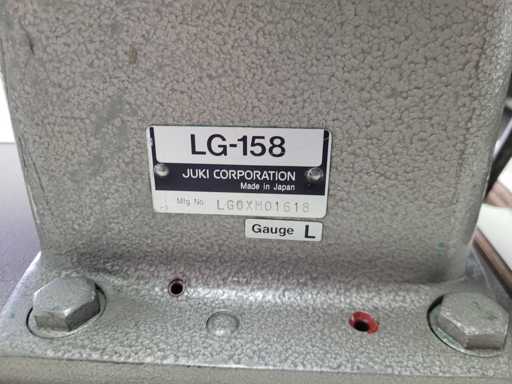 LG-158
JUKI CORPORATION
Made in Japan
Mfg. No. LG0XM01618
Gauge L